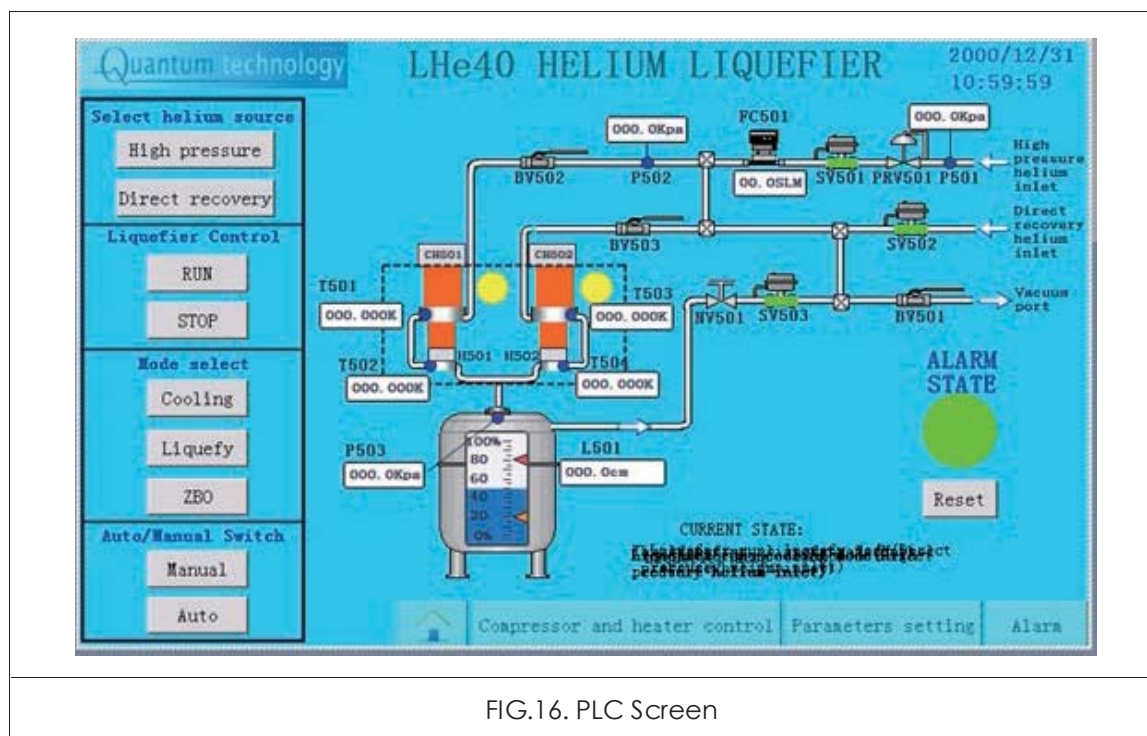 Quantum technology
LHe40 HELIUM LIQUEFIER
2000/12/31
10:59:59
Select helium source
High pressure
Direct recovery
Liquefier Control
RUN
STOP
Mode select
Cooling
Liquefy
ZBO
Auto/Manual Switch
Manual
Auto
000.0Kpa
FC501
000.0Kpa
BV502
P502
00.0SLM
SV501
PRV501
P501
High
pressure
helium
inlet
BV503
SV502
Direct
recovery
helium
inlet
CH501
CH502
T501
000.000K
T503
000.000K
NV501
SV503
BV501
Vacuum
port
T502
000.000K
H501
H502
T504
000.000K
P503
000.0Kpa
100%
80
60
40
20
0%
L501
000.0cm
ALARM
STATE
Reset
CURRENT STATE:
pressure helium inlet)
Compressor and heater control
Parameters setting
Alarm
FIG.16. PLC Screen